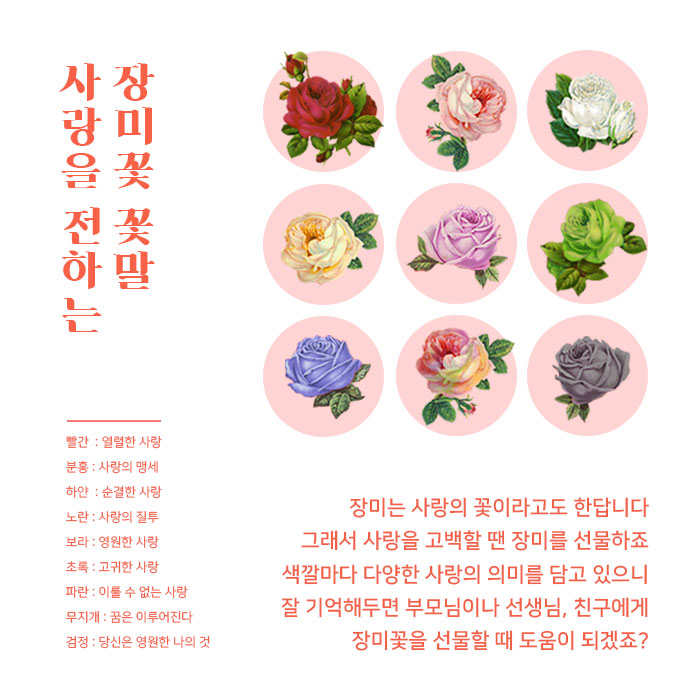 사랑을 전하는
장미꽃 꽃말
빨간 : 열렬한 사랑
분홍 : 사랑의 맹세
하얀 : 순결한 사랑
노란 : 사랑의 질투
보라 : 영원한 사랑
초록 : 고귀한 사랑
파란 : 이룰 수 없는 사랑
무지개 : 꿈은 이루어진다
검정 : 당신은 영원한 나의 것
장미는 사랑의 꽃이라고도 한답니다
그래서 사랑을 고백할 땐 장미를 선물하죠
색깔마다 다양한 사랑의 의미를 담고 있으니
잘 기억해두면 부모님이나 선생님, 친구에게
장미꽃을 선물할 때 도움이 되겠죠?